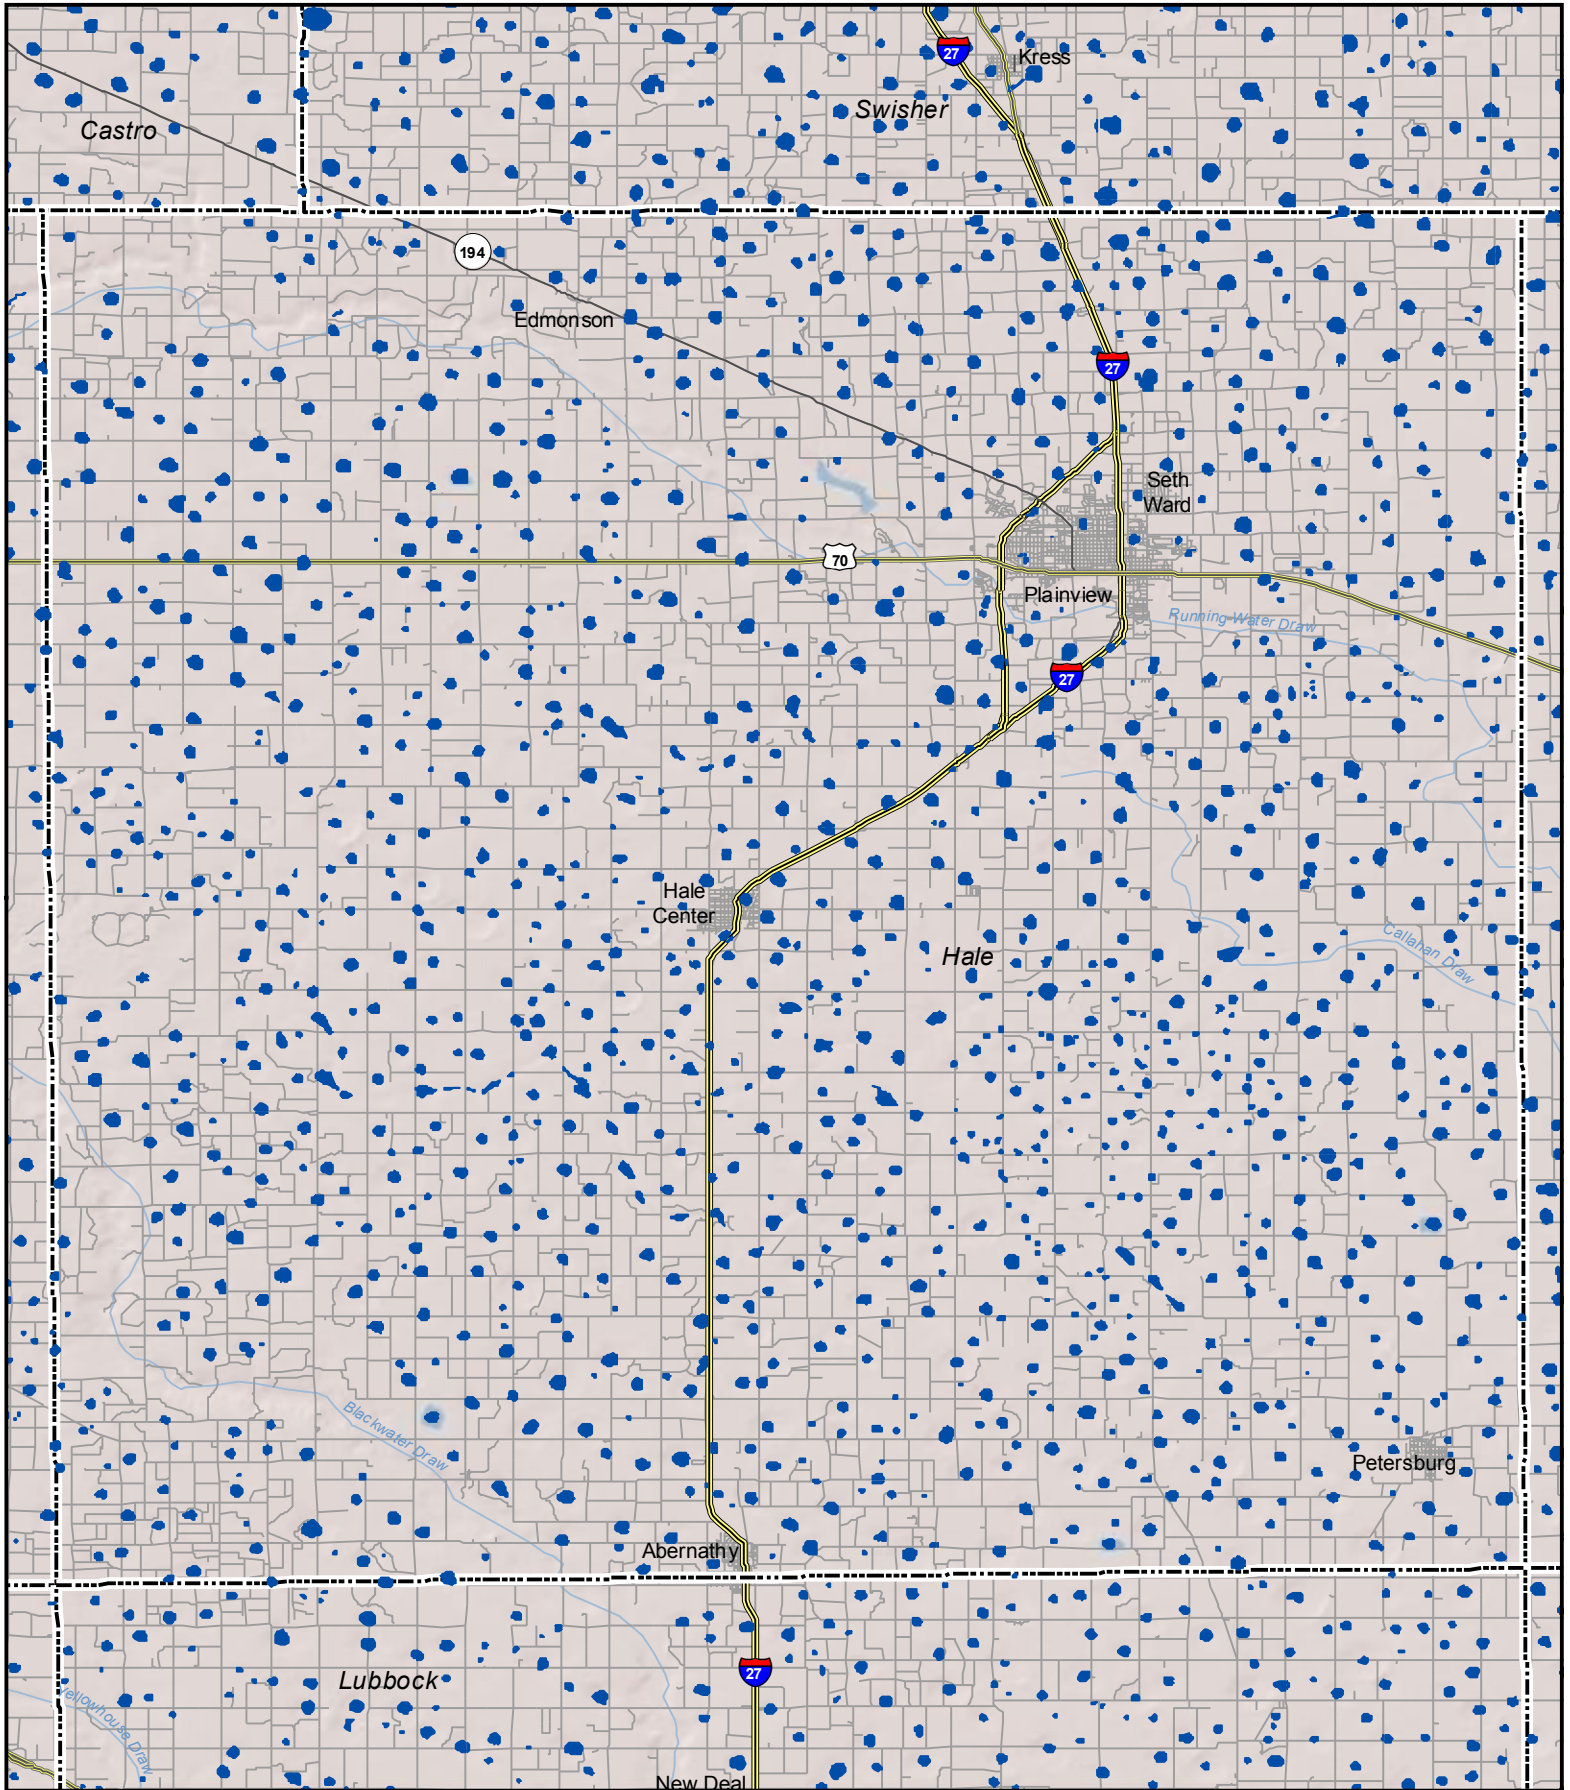 27
Kress
Swisher
Castro
194
Edmonson
27
Seth
Ward
70
Plainview
Running Water Draw
27
Hale
Center
Hale
Callahan Draw
Blackwater Draw
Petersburg
Abernathy
27
Lubbock
Yellowhouse Draw
New Deal